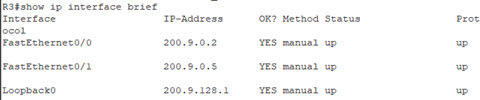 R3#show ip interface brief
Interface IP-Address OK? Method Status Prot
ocol
FastEthernet0/0 200.9.0.2 YES manual up up
FastEthernet0/1 200.9.0.5 YES manual up up
Loopback0 200.9.128.1 YES manual up up